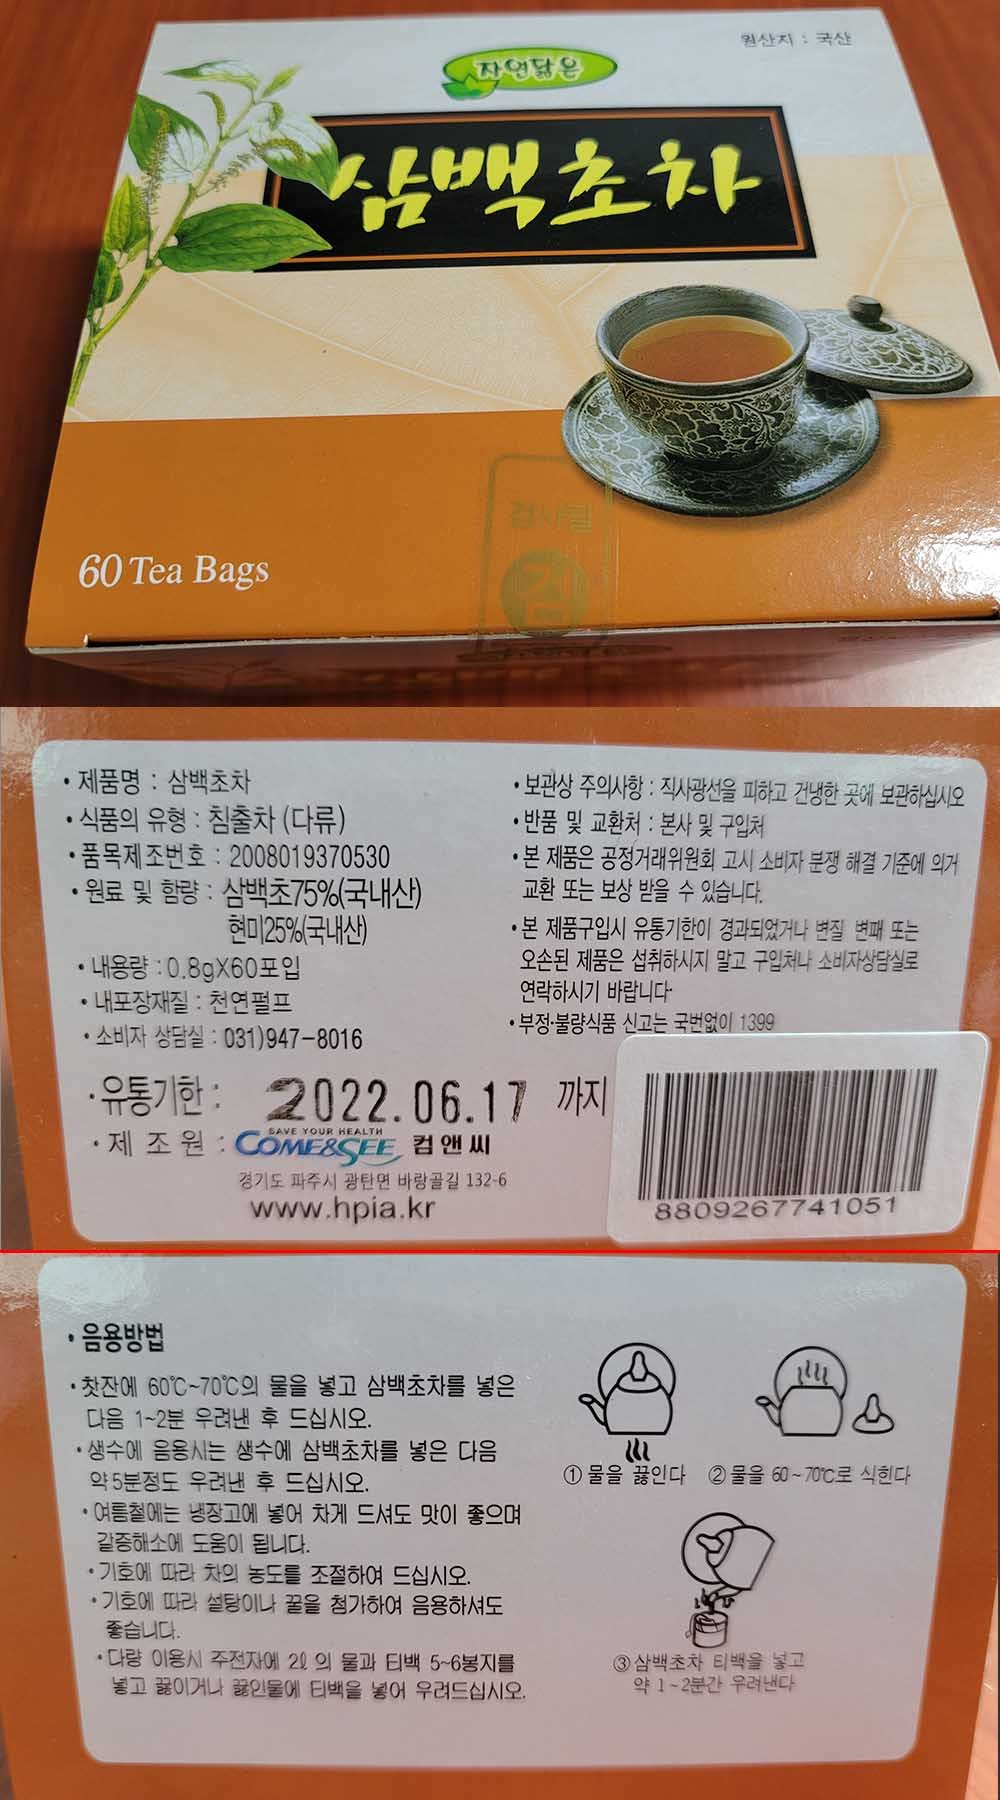 원산지 : 국산
자연닮은
삼백초차
검사필
검
60 Tea Bags
· 제품명 : 삼백초차
· 식품의 유형 : 침출차 (다류)
· 품목제조번호 : 2008019370530
· 원료 및 함량 : 삼백초75%(국내산)
현미25%(국내산)
· 내용량 : 0.8gX60포입
· 내포장재질 : 천연펄프
· 소비자 상담실 : 031)947-8016
· 유통기한 : 2022.06.17 까지
· 제 조 원 : SAVE YOUR HEALTH
COME&SEE 컴앤씨
경기도 파주시 광탄면 바랑골길 132-6
www.hpia.kr
· 보관상 주의사항 : 직사광선을 피하고 건냉한 곳에 보관하십시오
· 반품 및 교환처 : 본사 및 구입처
· 본 제품은 공정거래위원회 고시 소비자 분쟁 해결 기준에 의거
교환 또는 보상 받을 수 있습니다.
· 본 제품구입시 유통기한이 경과되었거나 변질 변패 또는
오손된 제품은 섭취하시지 말고 구입처나 소비자상담실로
연락하시기 바랍니다·
· 부정·불량식품 신고는 국번없이 1399
8809267741051
· 음용방법
· 찻잔에 60℃~70℃의 물을 넣고 삼백초차를 넣은
다음 1~2분 우려낸 후 드십시오.
· 생수에 음용시는 생수에 삼백초차를 넣은 다음
약5분정도 우려낸 후 드십시오.
· 여름철에는 냉장고에 넣어 차게 드셔도 맛이 좋으며
갈증해소에 도움이 됩니다.
· 기호에 따라 차의 농도를 조절하여 드십시오.
· 기호에 따라 설탕이나 꿀을 첨가하여 음용하셔도
좋습니다.
· 다량 이용시 주전자에 2ℓ 의 물과 티백 5~6봉지를
넣고 끓이거나 끓인물에 티백을 넣어 우려드십시오.
① 물을 끓인다
② 물을 60~70℃로 식힌다
③ 삼백초차 티백을 넣고
약 1~2분간 우려낸다